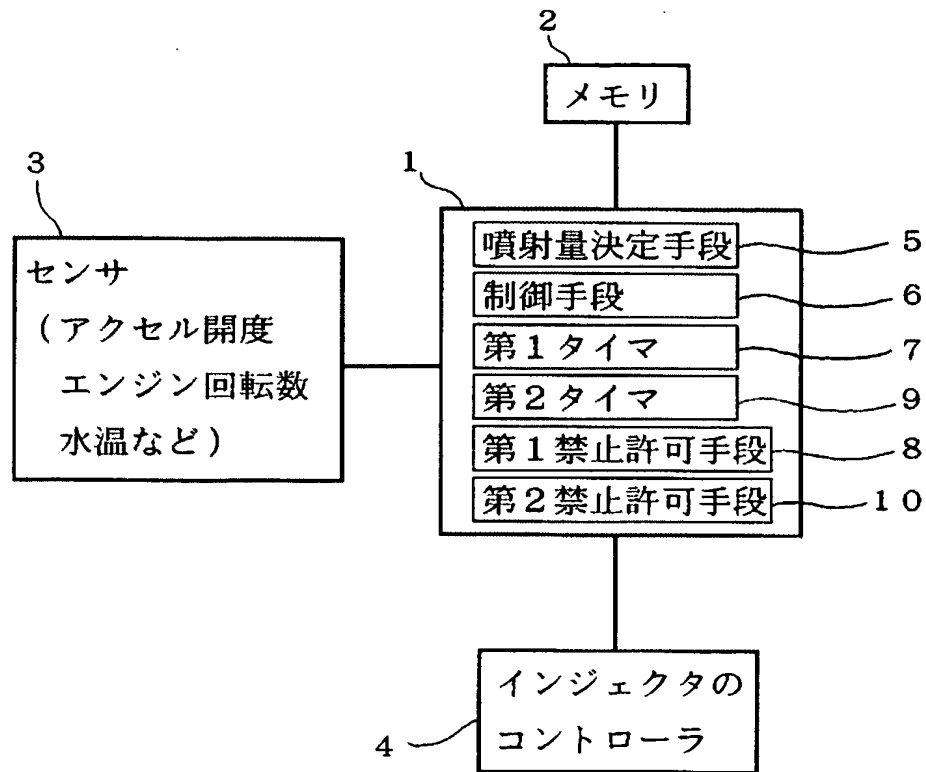 2
メモリ
3
1
センサ
（アクセル開度
エンジン回転数
水温など）
噴射量決定手段
5
制御手段
6
第１タイマ
7
第２タイマ
9
第１禁止許可手段
8
第２禁止許可手段
10
インジェクタの
コントローラ
4